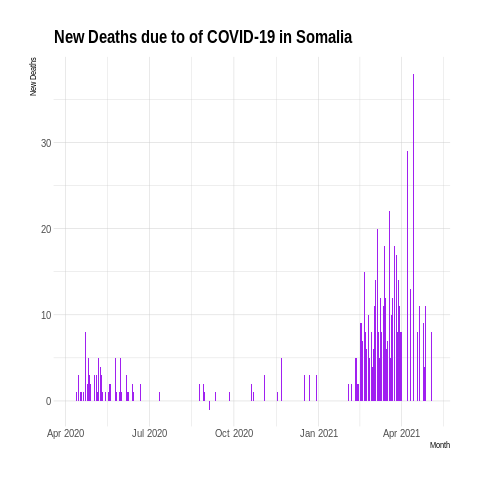 New Deaths due to of COVID-19 in Somalia
New Deaths
30
20
10
0
Apr 2020 Jul 2020 Oct 2020 Jan 2021 Apr 2021
Month